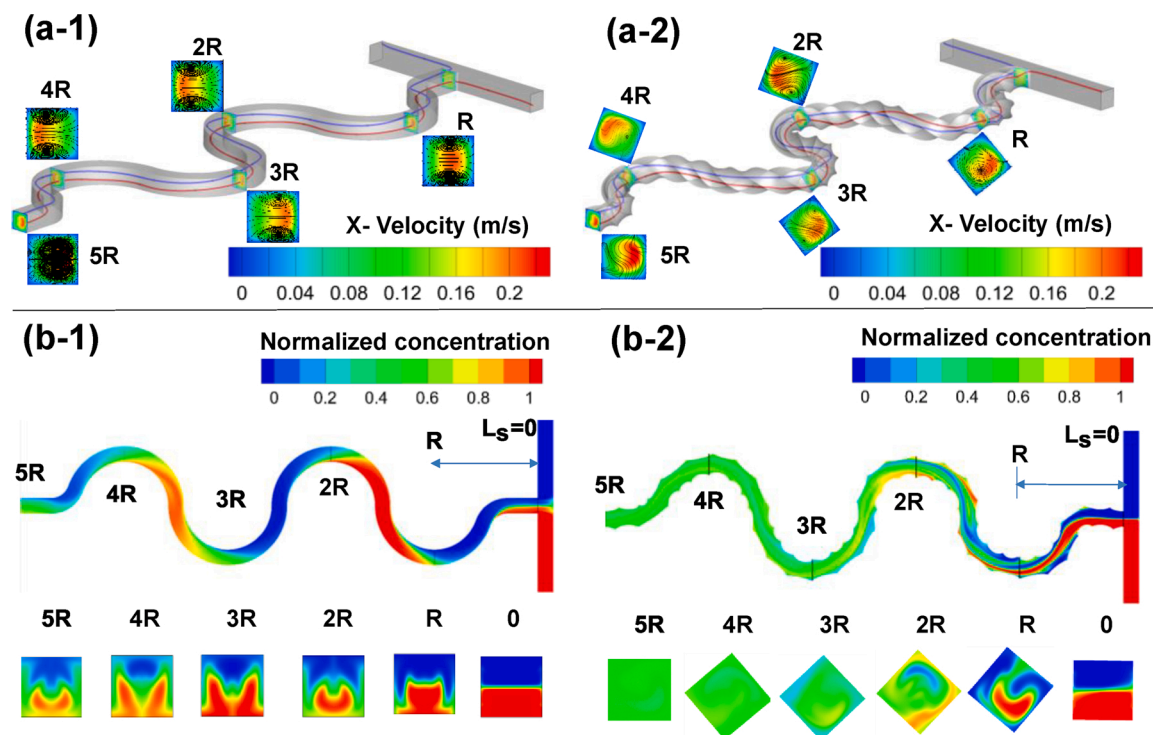 (a-1)
2R
4R
R
3R
5R
X- Velocity (m/s)
0 0.04 0.08 0.12 0.16 0.2
(a-2)
2R
4R
R
3R
5R
X- Velocity (m/s)
0 0.04 0.08 0.12 0.16 0.2
(b-1)
Normalized concentration
0 0.2 0.4 0.6 0.8 1
Ls=0
R
5R
4R
3R
2R
5R 4R 3R 2R R 0
(b-2)
Normalized concentration
0 0.2 0.4 0.6 0.8 1
Ls=0
R
5R
4R
3R
2R
5R 4R 3R 2R R 0